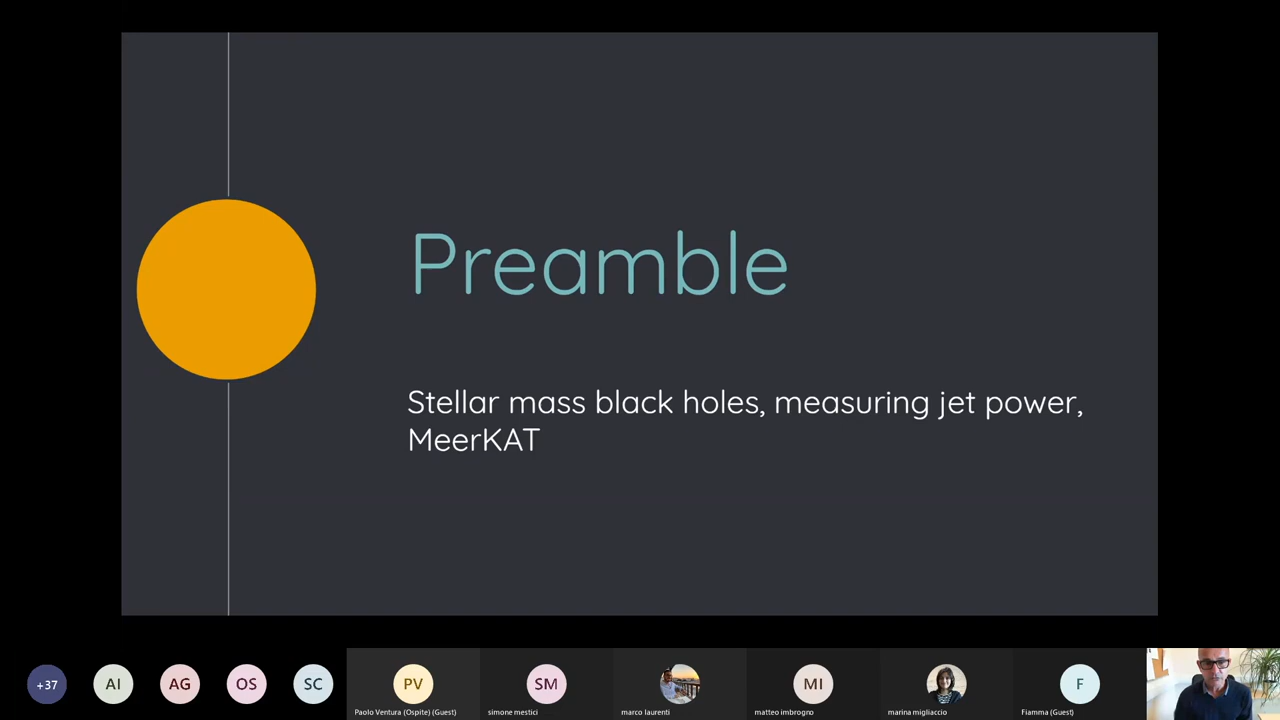 Preamble
Stellar mass black holes, measuring jet power,
MeerKAT
+37
AI
AG
OS
SC
PV
SM
MI
F
Paolo Ventura (Ospite) (Guest)
simone mestici
marco laurenti
matteo imbrogno
marina migliaccio
Fiamma (Guest)